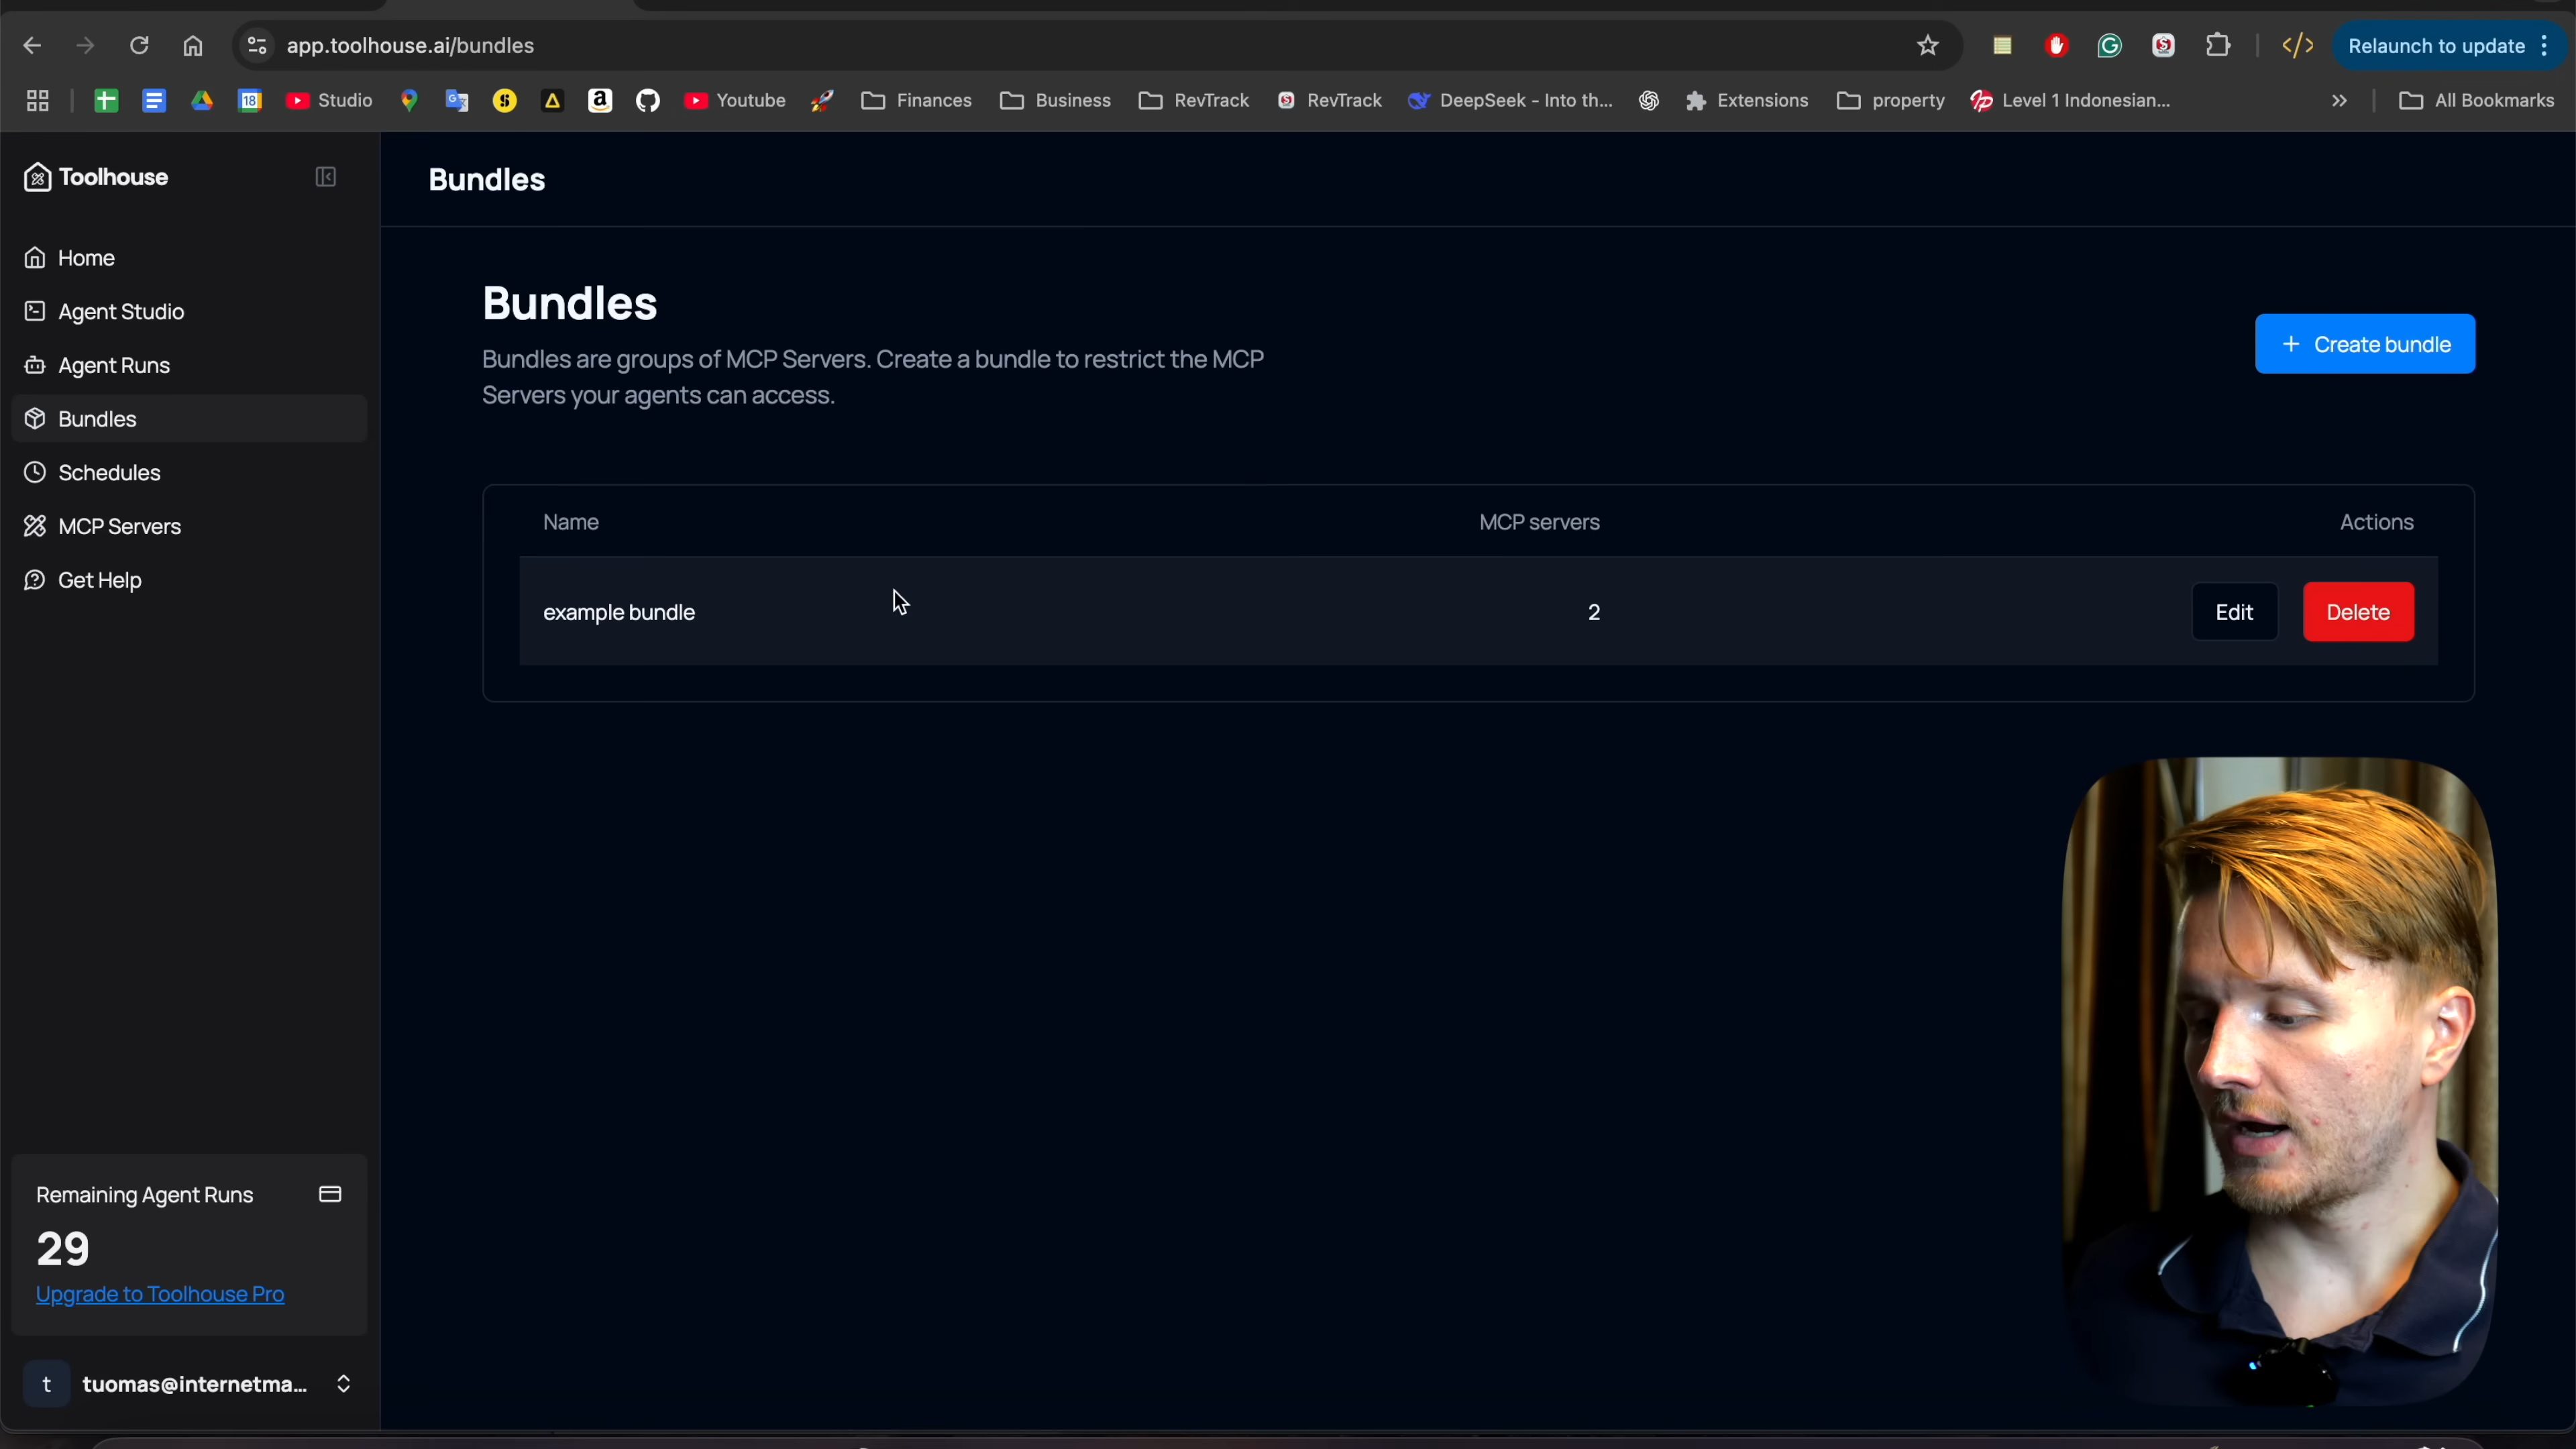 app.toolhouse.ai/bundles
Relaunch to update
18
Studio
Youtube
Finances
Business
RevTrack
RevTrack
DeepSeek - Into th...
Extensions
property
Level 1 Indonesian...
All Bookmarks
Toolhouse
Home
Agent Studio
Agent Runs
Bundles
Schedules
MCP Servers
Get Help
Remaining Agent Runs
29
Upgrade to Toolhouse Pro
t
tuomas@internetma...
Bundles
Bundles
Bundles are groups of MCP Servers. Create a bundle to restrict the MCP
Servers your agents can access.
+ Create bundle
Name MCP servers Actions
example bundle 2 Edit Delete